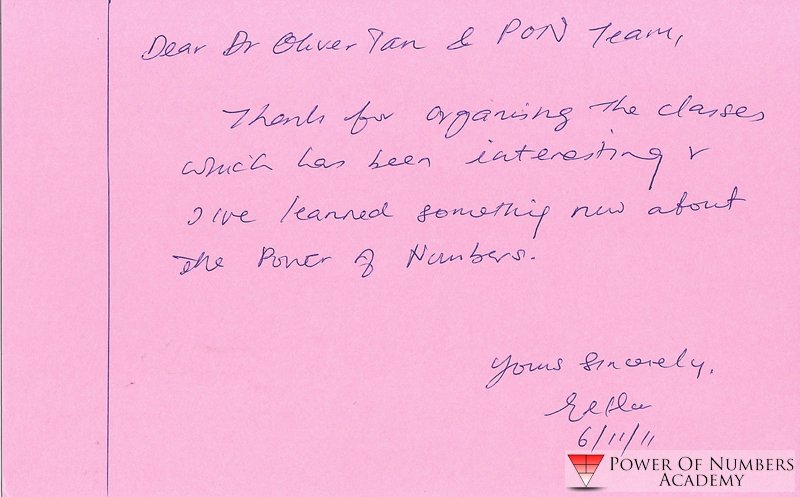 Dear Dr Oliver Tan & PON Team,
Thanks for organising the classes
which has been interesting &
I've learned something new about
the Power of Numbers.
Yours Sincerely,
6/11/11
POWER OF NUMBERS
ACADEMY